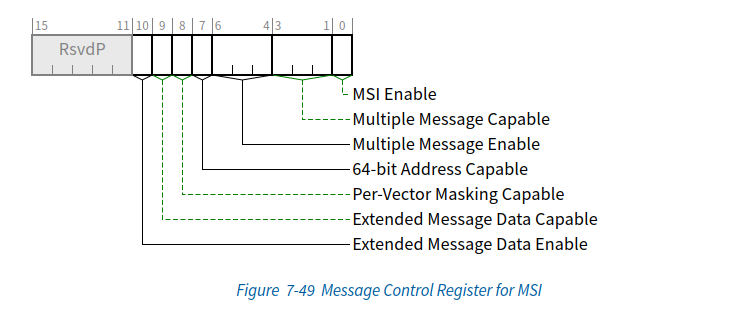 15 11 10 9 8 7 6 4 3 1 0
RsvdP
MSI Enable
Multiple Message Capable
Multiple Message Enable
64-bit Address Capable
Per-Vector Masking Capable
Extended Message Data Capable
Extended Message Data Enable
Figure 7-49 Message Control Register for MSI